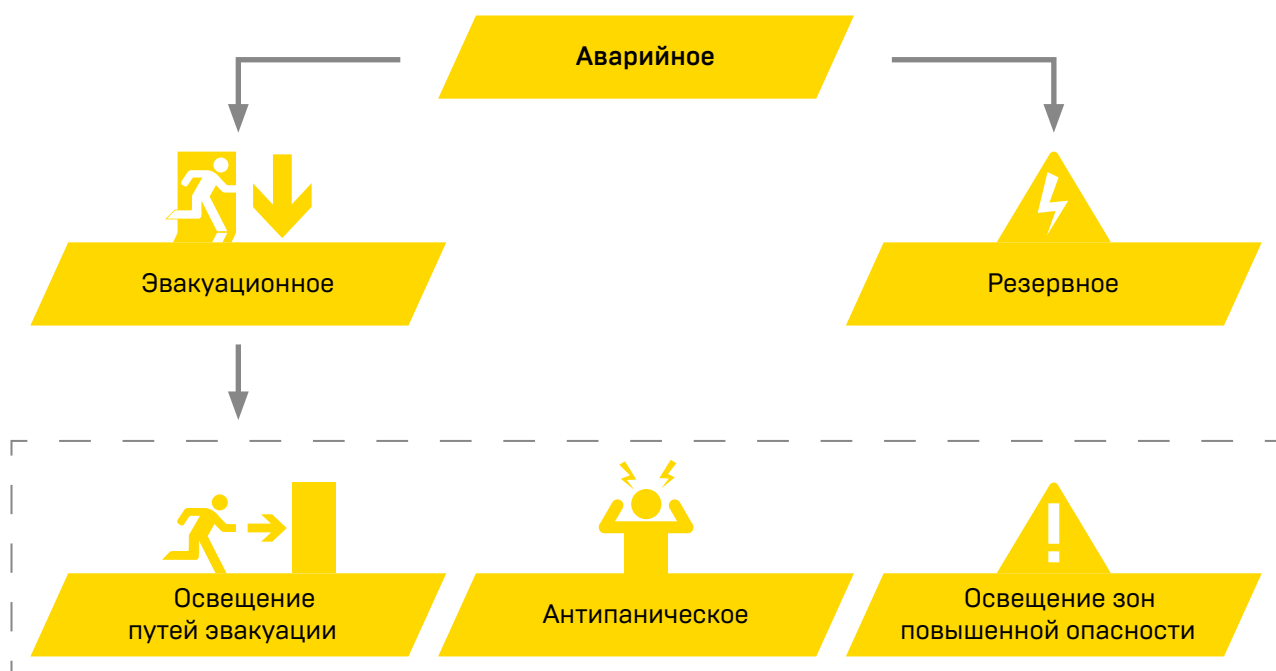 Аварийное
Эвакуационное
Резервное
Освещение
путей эвакуации
Антипаническое
Освещение зон
повышенной опасности